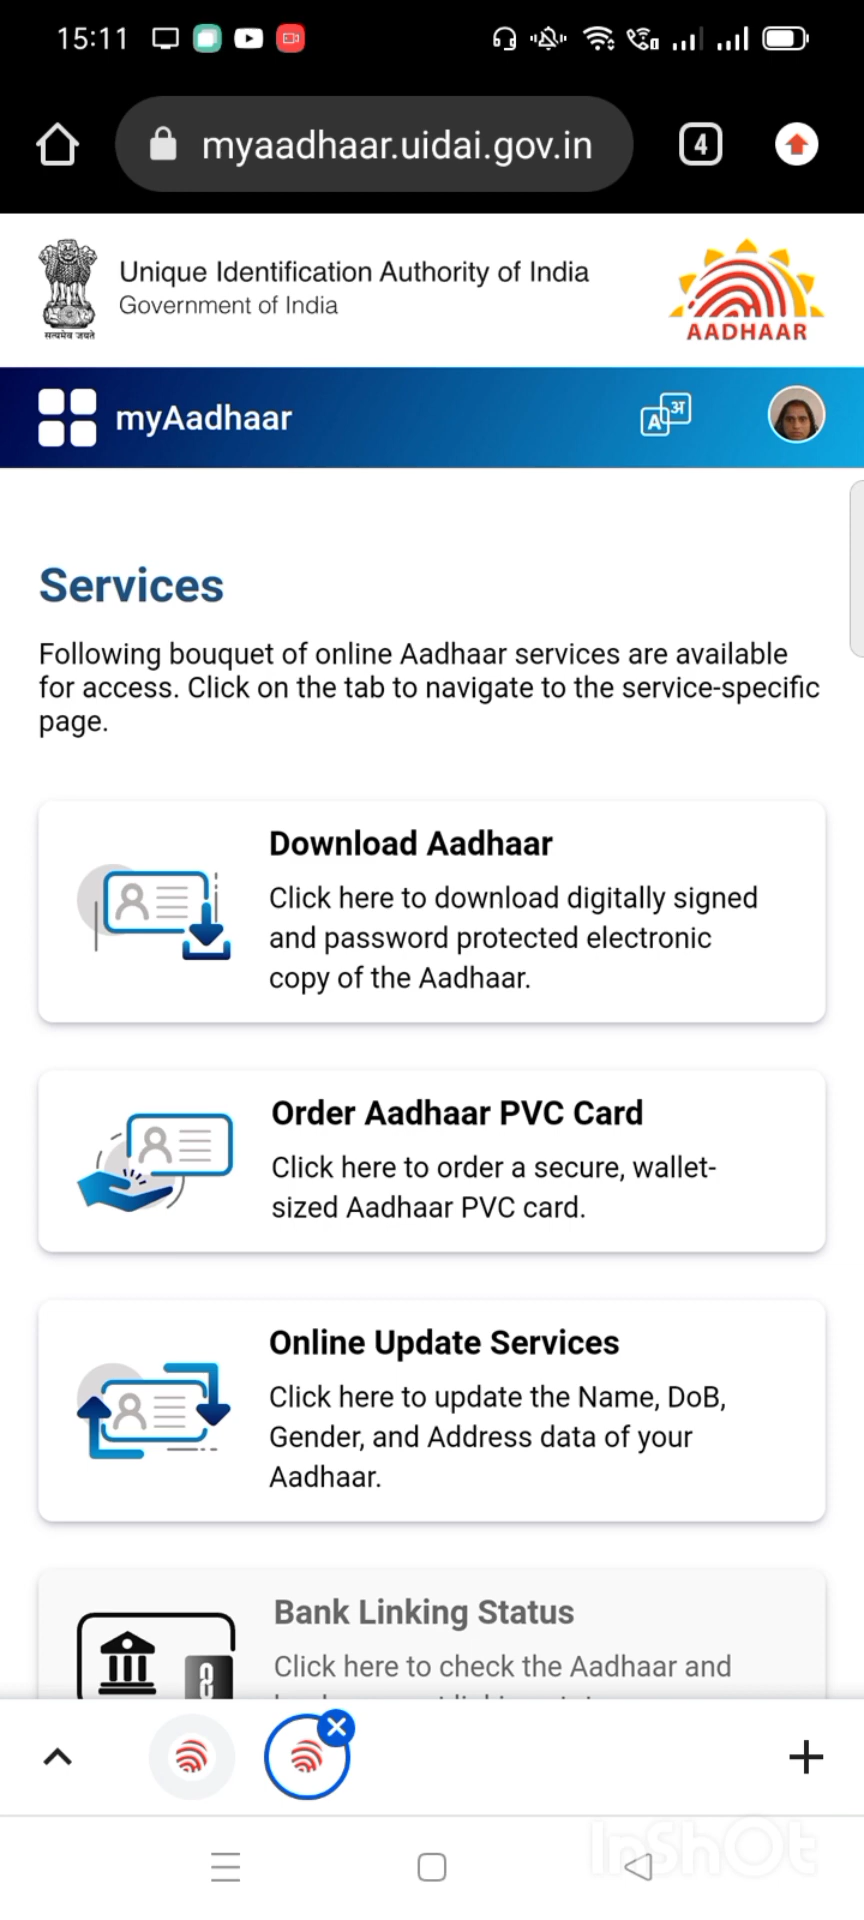 15:11
myaadhaar.uidai.gov.in
4
Unique Identification Authority of India
Government of India
सत्यमेव जयते
AADHAAR
myAadhaar
A अ
Services
Following bouquet of online Aadhaar services are available
for access. Click on the tab to navigate to the service-specific
page.
Download Aadhaar
Click here to download digitally signed
and password protected electronic
copy of the Aadhaar.
Order Aadhaar PVC Card
Click here to order a secure, wallet-
sized Aadhaar PVC card.
Online Update Services
Click here to update the Name, DoB,
Gender, and Address data of your
Aadhaar.
Bank Linking Status
Click here to check the Aadhaar and
InShOt